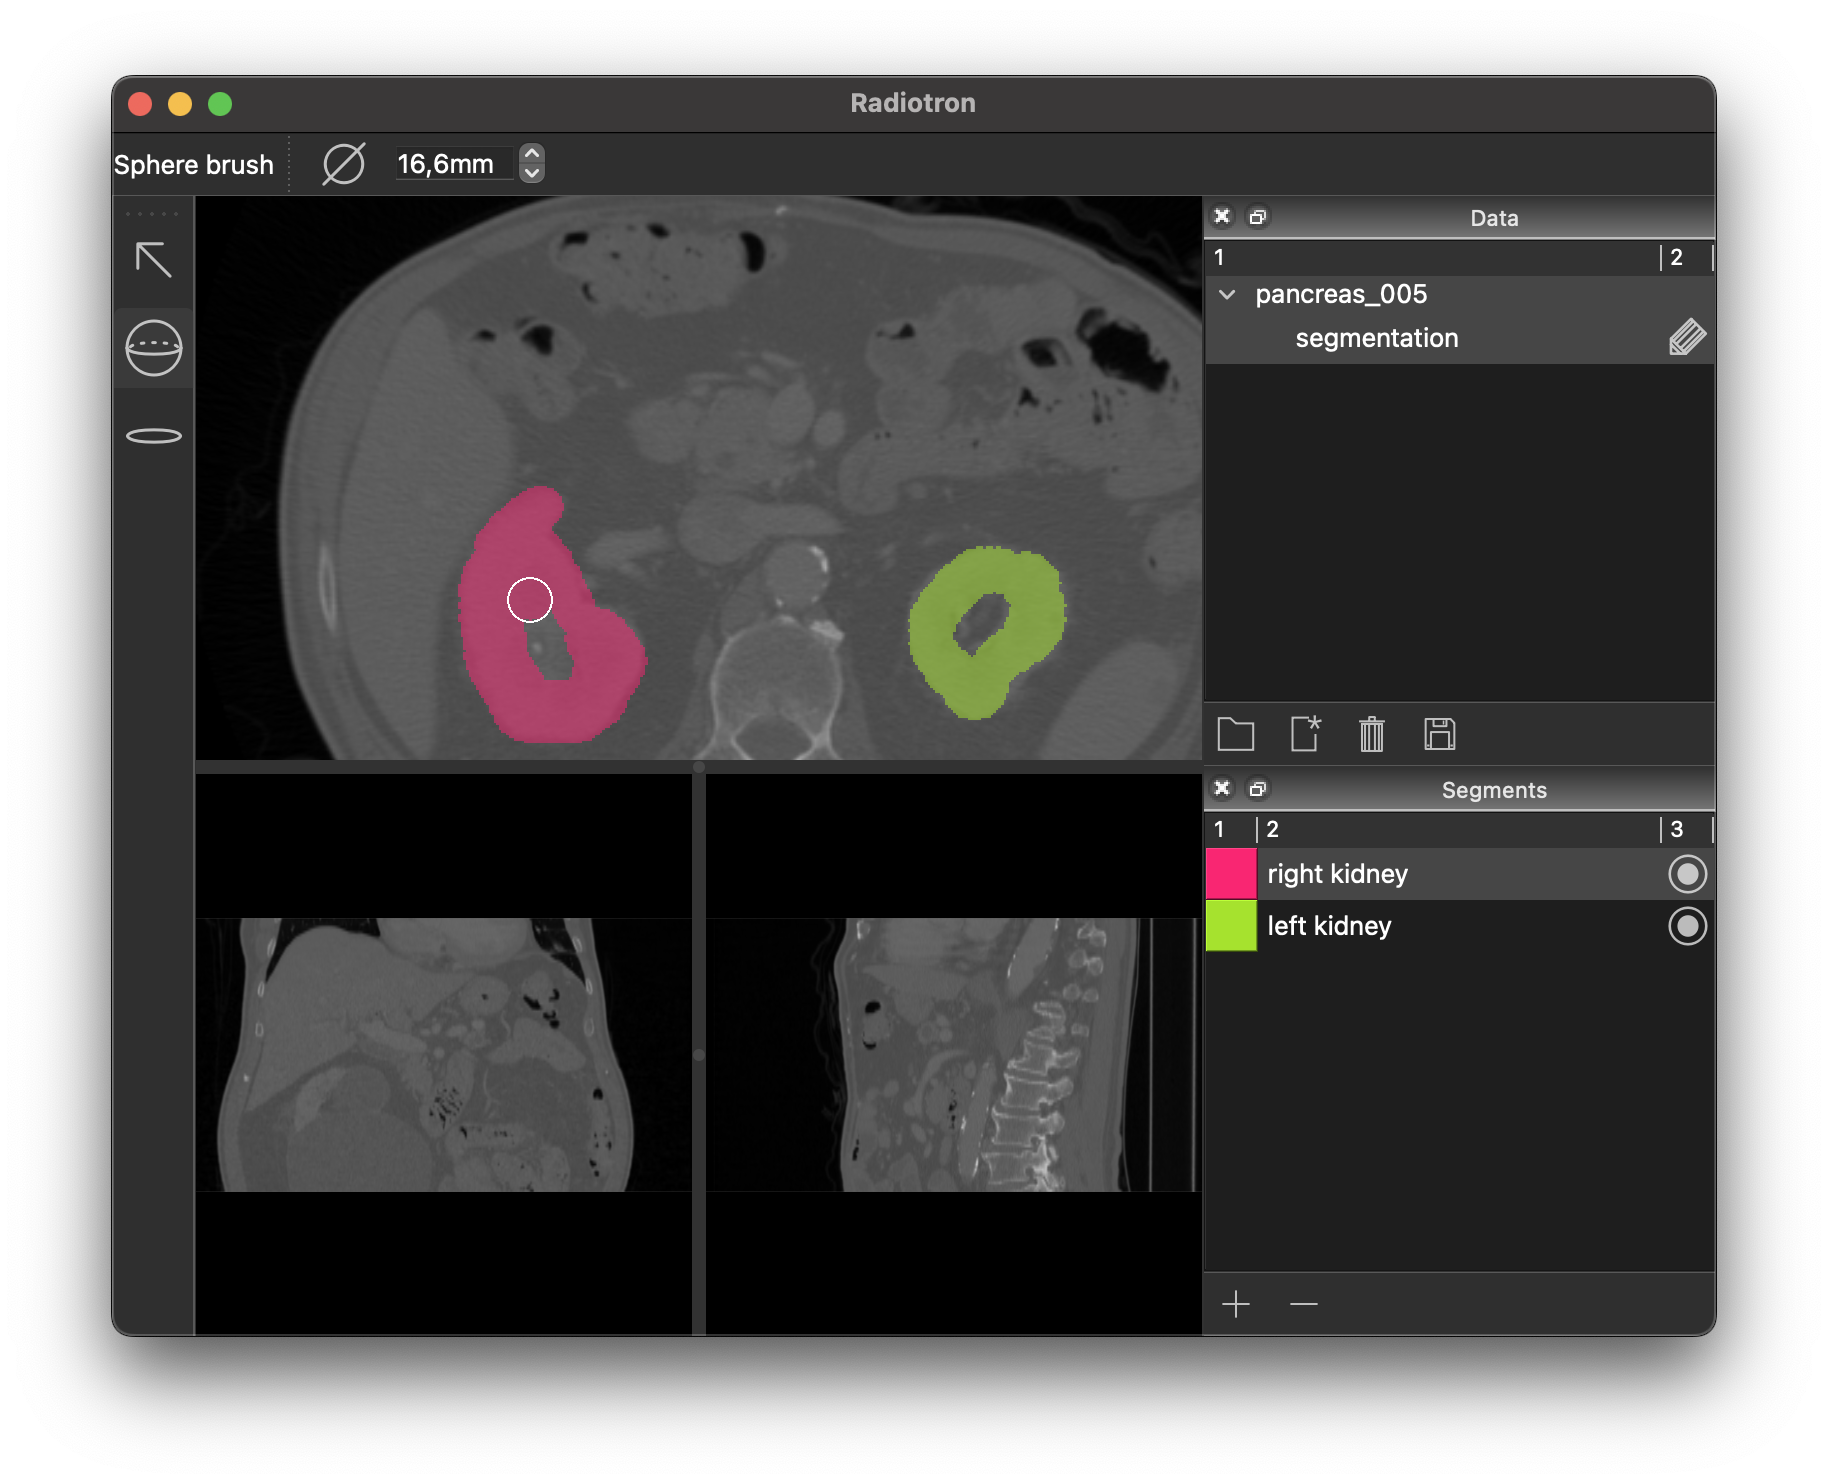 Radiotron
Sphere brush 16,6mm
Data
1 2
pancreas_005
segmentation
Segments
1 2 3
right kidney
left kidney